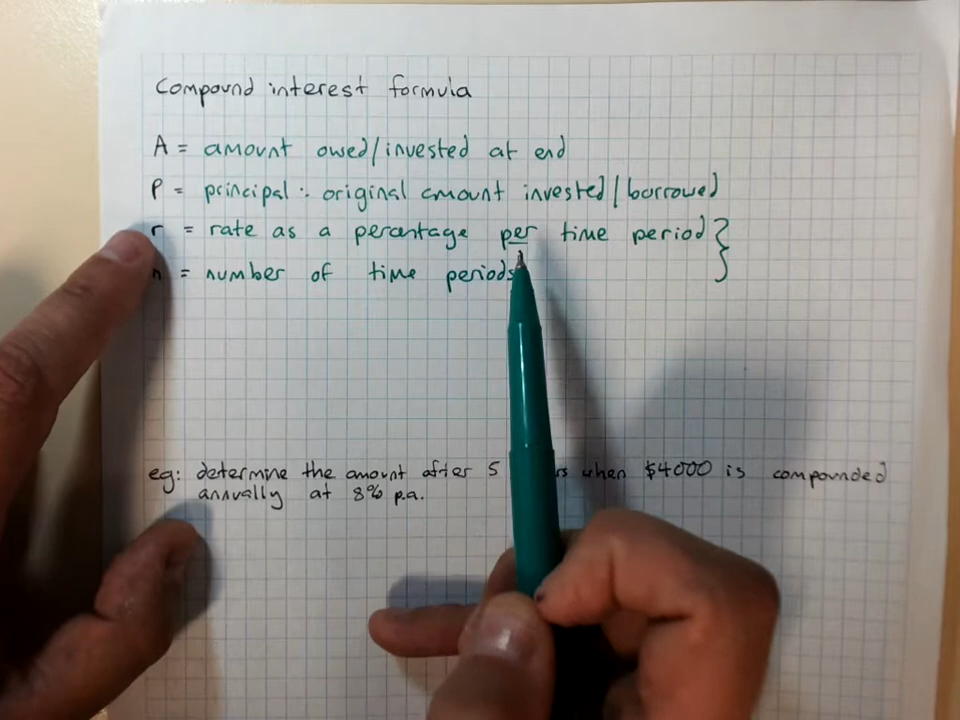 Compound interest formula
A = amount owed/invested at end
P = principal : original amount invested/borrowed
r = rate as a percentage per time period }
= number of time periods
eg: determine the amount after 5 when $4000 is compounded
annually at 8% p.a.